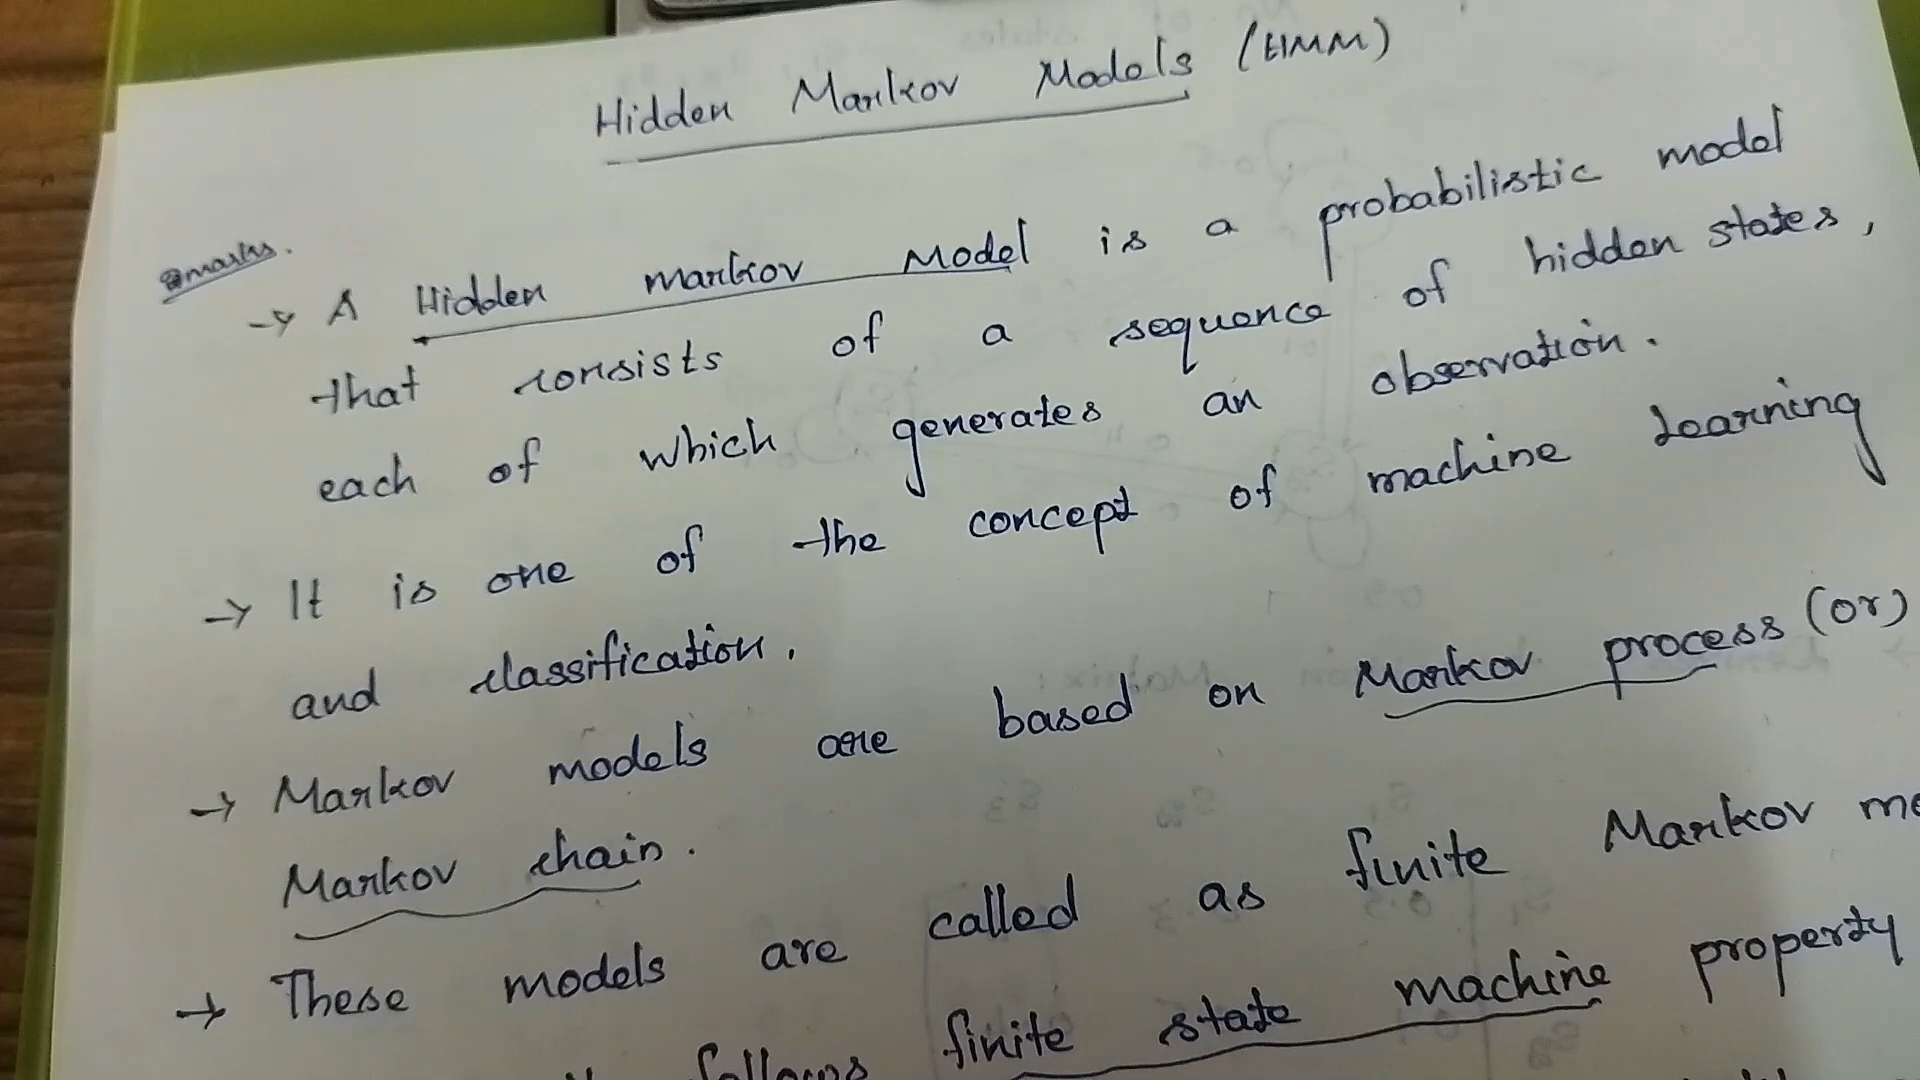 Hidden Markov Models (HMM)
2marks.
→ A Hidden markov Model is a probabilistic model
that consists of a sequence of hidden states,
each of which generates an observation.
→ It is one of the concept of machine learning
and classification.
→ Markov models are based on Markov process (or)
Markov chain.
→ These models are called as finite Markov
follows finite state machine property